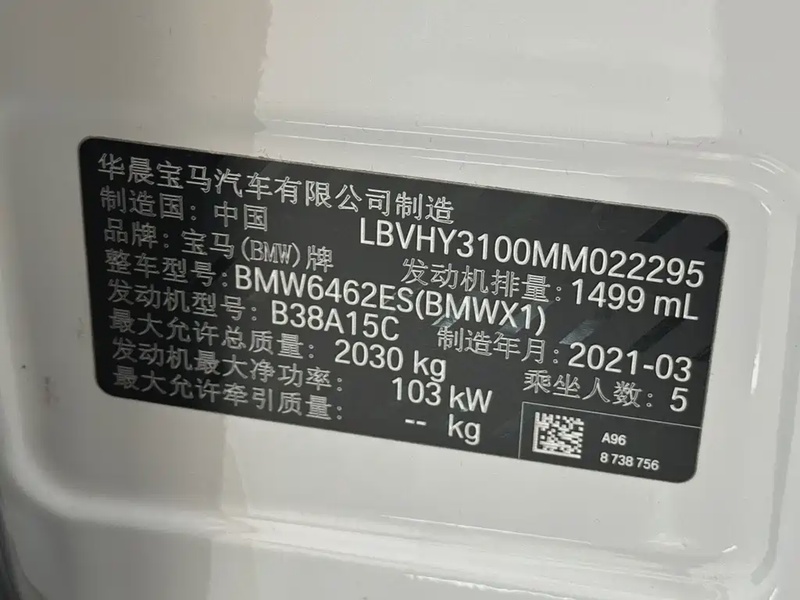 华晨宝马汽车有限公司制造
制造国: 中国 LBVHY3100MM022295
品牌: 宝马(BMW)牌 发动机排量: 1499 mL
整车型号: BMW6462ES(BMWX1)
发动机型号: B38A15C 制造年月: 2021-03
最大允许总质量: 2030 kg 乘坐人数: 5
发动机最大净功率: 103 kW
最大允许牵引质量: -- kg
A96
8 738 756